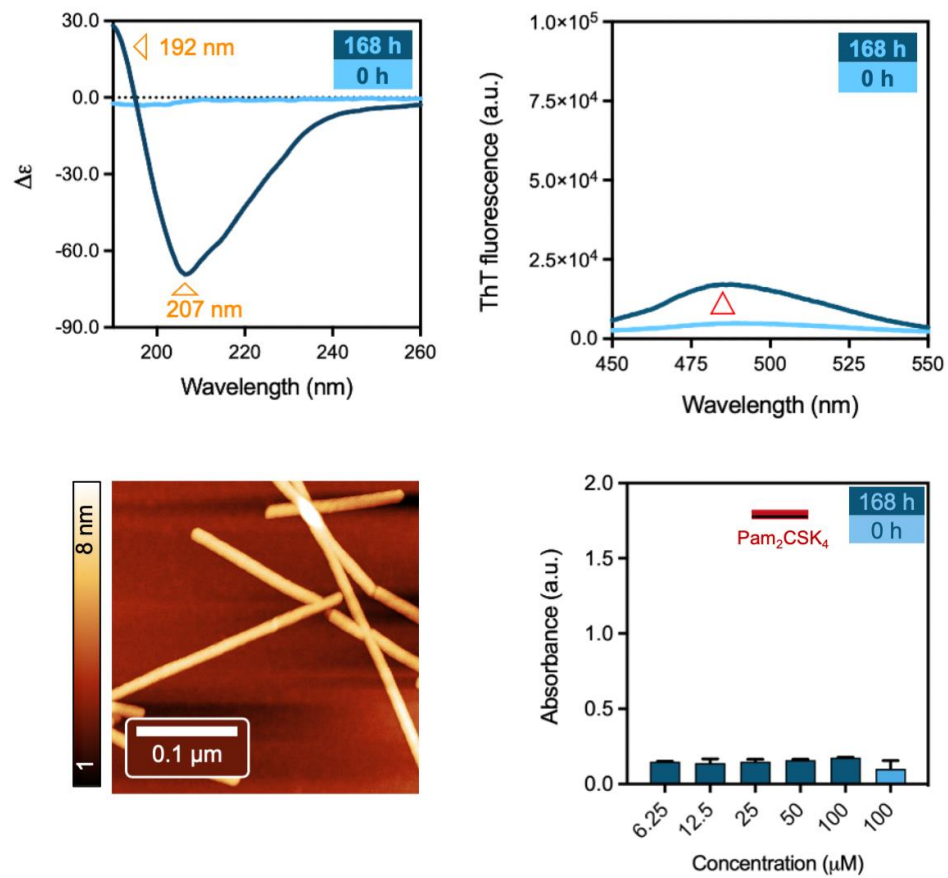 30.0
0.0
-30.0
-60.0
-90.0
Δε
192 nm
168 h
0 h
207 nm
200
220
240
260
Wavelength (nm)
1.0×10⁵
7.5×10⁴
5.0×10⁴
2.5×10⁴
0.0
ThT fluorescence (a.u.)
168 h
0 h
450
475
500
525
550
Wavelength (nm)
8 nm
1
0.1 μm
2.0
1.5
1.0
0.5
0.0
Absorbance (a.u.)
Pam₂CSK₄
168 h
0 h
6.25
12.5
25
50
100
100
Concentration (μM)